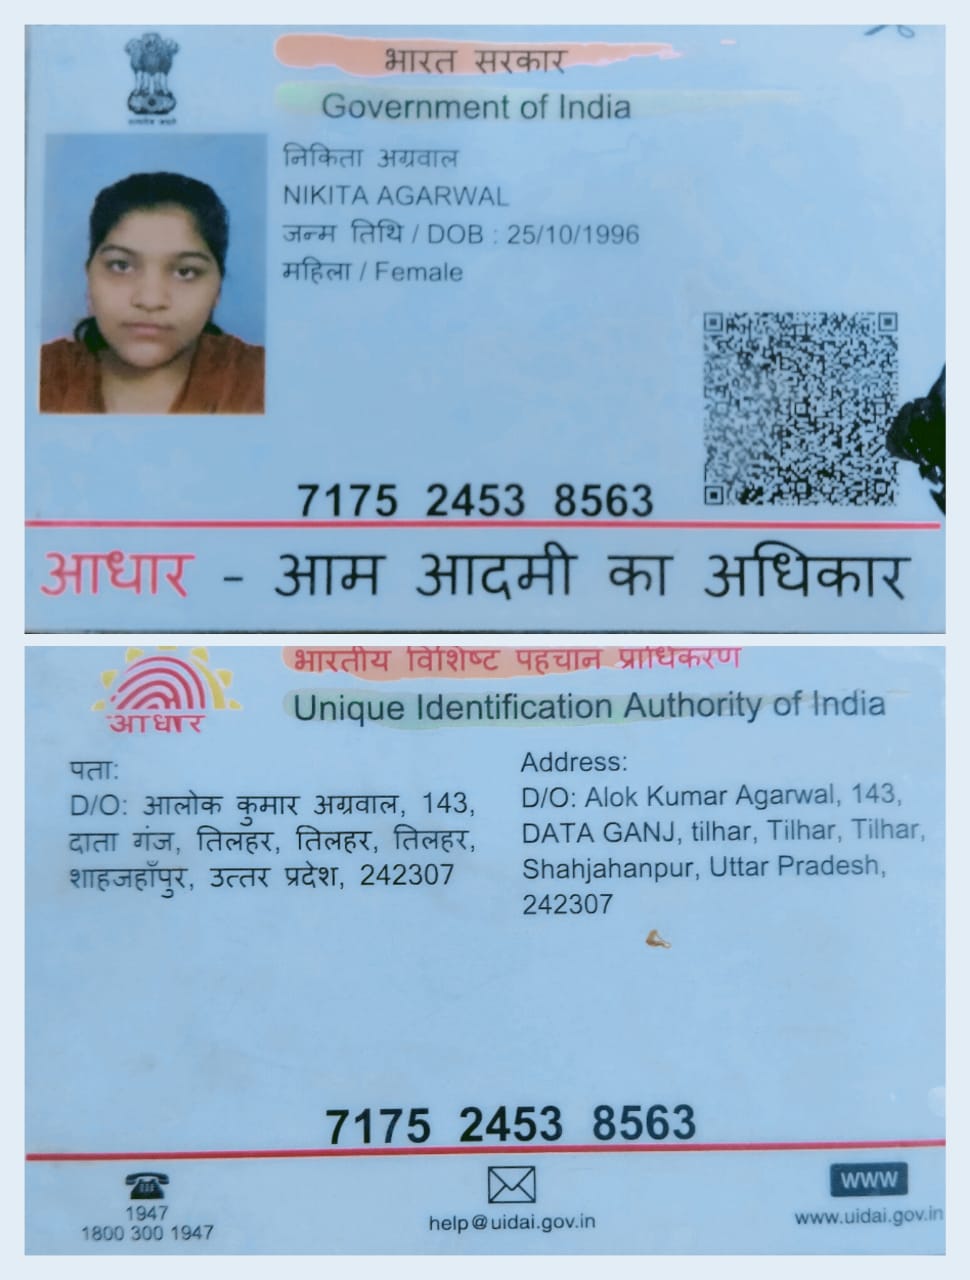 भारत सरकार
Government of India
निकिता अग्रवाल
NIKITA AGARWAL
जन्म तिथि / DOB : 25/10/1996
महिला / Female
7175 2453 8563
आधार - आम आदमी का अधिकार
भारतीय विशिष्ट पहचान प्राधिकरण
Unique Identification Authority of India
आधार
पता:
D/O: आलोक कुमार अग्रवाल, 143,
दाता गंज, तिलहर, तिलहर, तिलहर,
शाहजहाँपुर, उत्तर प्रदेश, 242307
Address:
D/O: Alok Kumar Agarwal, 143,
DATA GANJ, tilhar, Tilhar, Tilhar,
Shahjahanpur, Uttar Pradesh,
242307
7175 2453 8563
1947
1800 300 1947
help@uidai.gov.in
www
www.uidai.gov.in